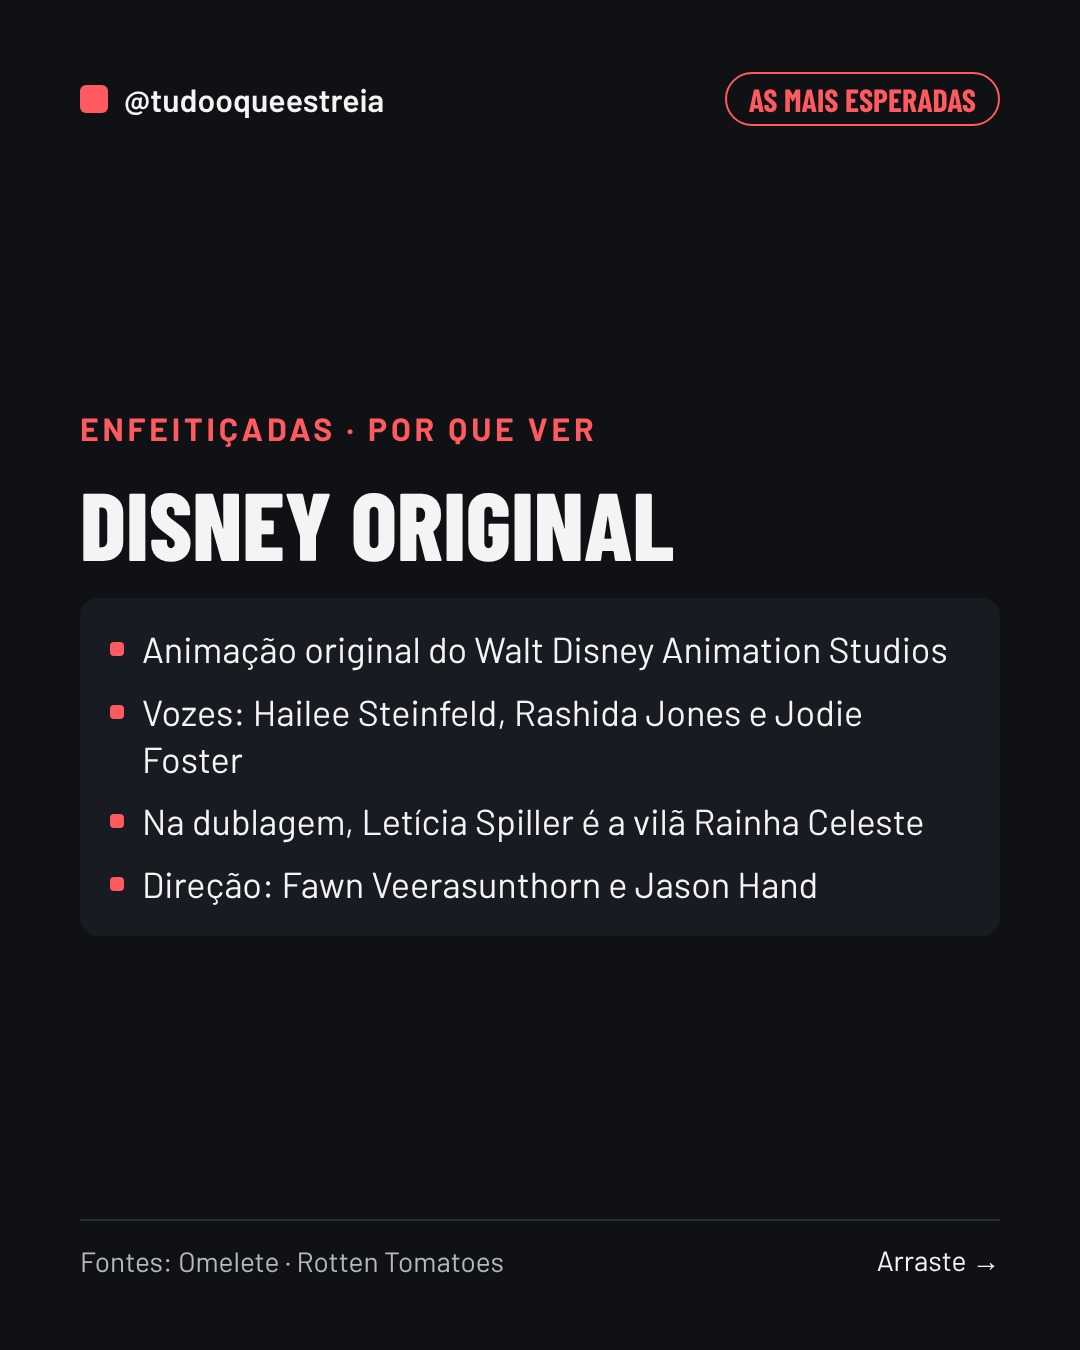 @tudooqueestreia
AS MAIS ESPERADAS
ENFEITIÇADAS · POR QUE VER
DISNEY ORIGINAL
Animação original do Walt Disney Animation Studios
Vozes: Hailee Steinfeld, Rashida Jones e Jodie
Foster
Na dublagem, Letícia Spiller é a vilã Rainha Celeste
Direção: Fawn Veerasunthorn e Jason Hand
Fontes: Omelete · Rotten Tomatoes
Arraste →